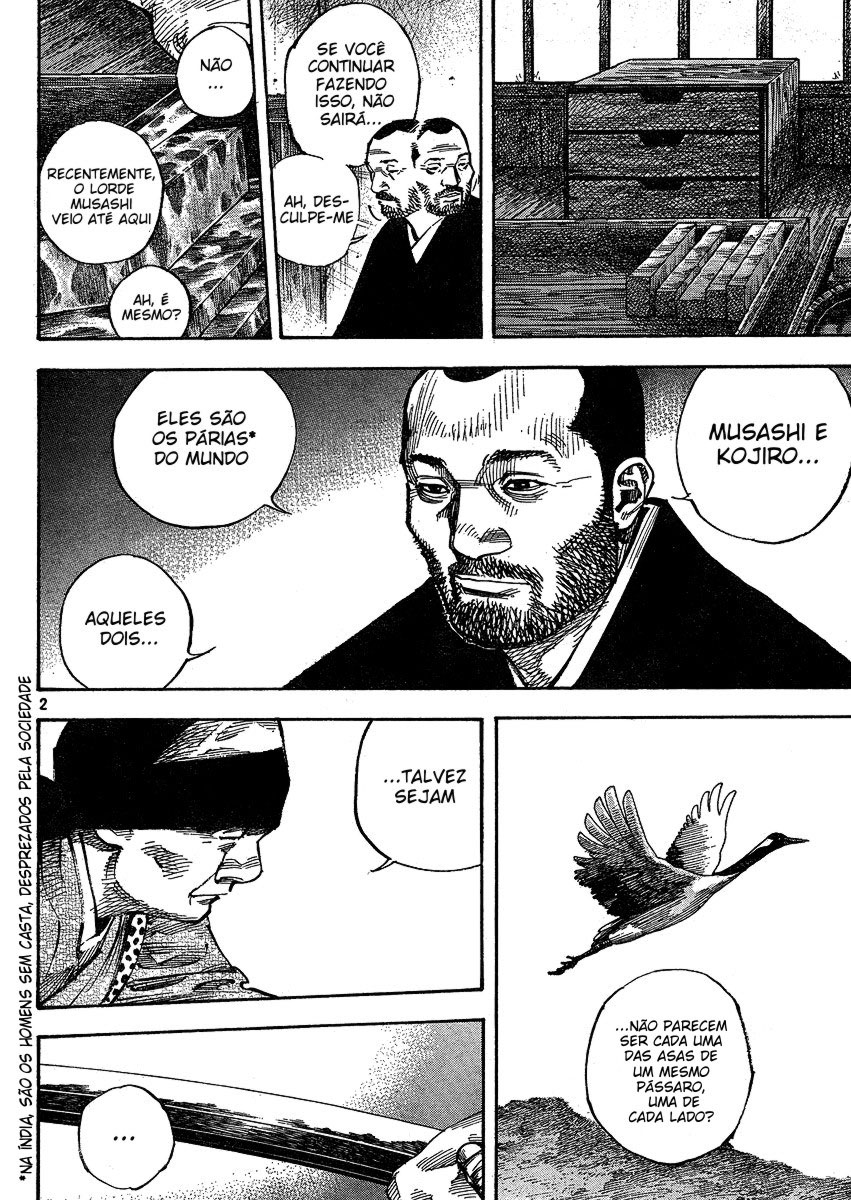 SE VOCÊ
CONTINUAR
FAZENDO
ISSO, NÃO
SAIRÁ...
AH, DES-
CULPE-ME
NÃO
...
RECENTEMENTE,
O LORDE
MUSASHI
VEIO ATÉ AQUI
AH, É
MESMO?
MUSASHI E
KOJIRO...
ELES SÃO
OS PÁRIAS*
DO MUNDO
AQUELES
DOIS...
2
...NÃO PARECEM
SER CADA UMA
DAS ASAS DE
UM MESMO
PÁSSARO,
UMA DE
CADA LADO?
...TALVEZ
SEJAM
...
*NA ÍNDIA, SÃO OS HOMENS SEM CASTA, DESPREZADOS PELA SOCIEDADE